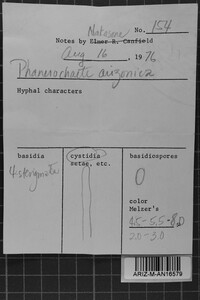 Nakasone No. 154
Notes by Elmer R. Canfield
Aug 16, 1976
Phanerochaete arizonica
Hyphal characters
basidia
4-sterigmate
cystidia
setae, etc.
basidiospores
0
color
Melzer's
4.5-5.5-8.0
2.0-3.0
ARIZ-M-AN16579